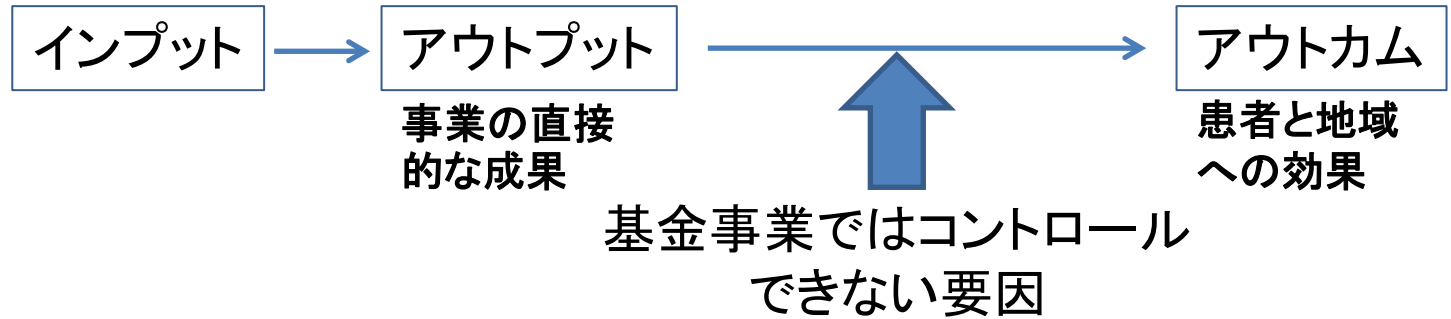 インプット
アウトプット
アウトカム
事業の直接
的な成果
患者と地域
への効果
基金事業ではコントロール
できない要因